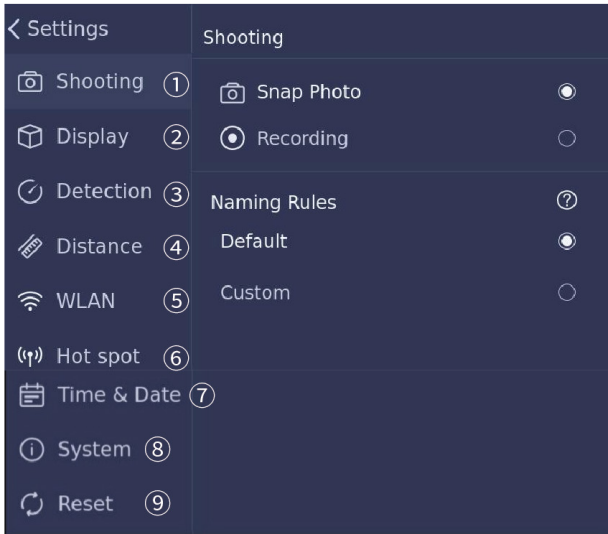 Settings
Shooting ①
Display ②
Detection ③
Distance ④
WLAN ⑤
Hot spot ⑥
Time & Date ⑦
System ⑧
Reset ⑨
Shooting
Snap Photo
Recording
Naming Rules ?
Default
Custom